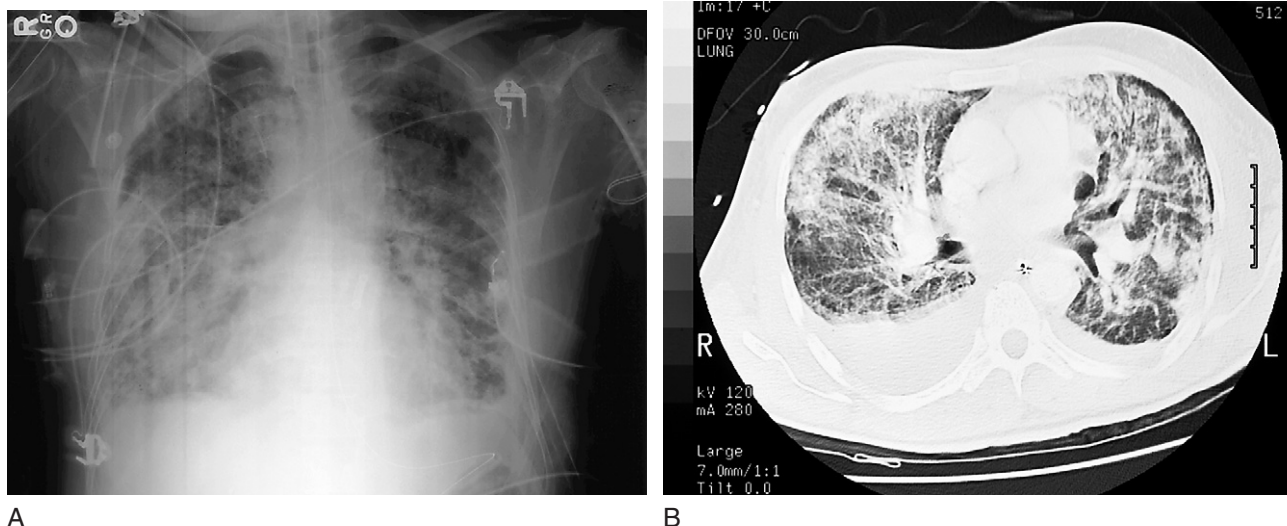 R
GR
Im:17 +C
DFOV 30.0cm
LUNG
512
R
L
kV 120
mA 280
Large
7.0mm/1:1
Tilt 0.0
A
B